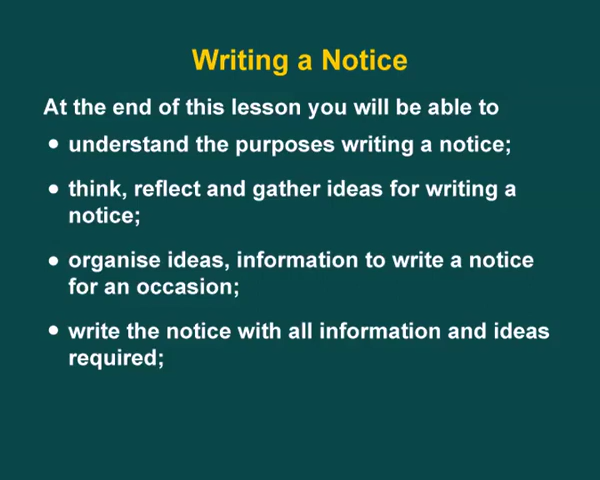 Writing a Notice
At the end of this lesson you will be able to
• understand the purposes writing a notice;
• think, reflect and gather ideas for writing a
notice;
• organise ideas, information to write a notice
for an occasion;
• write the notice with all information and ideas
required;